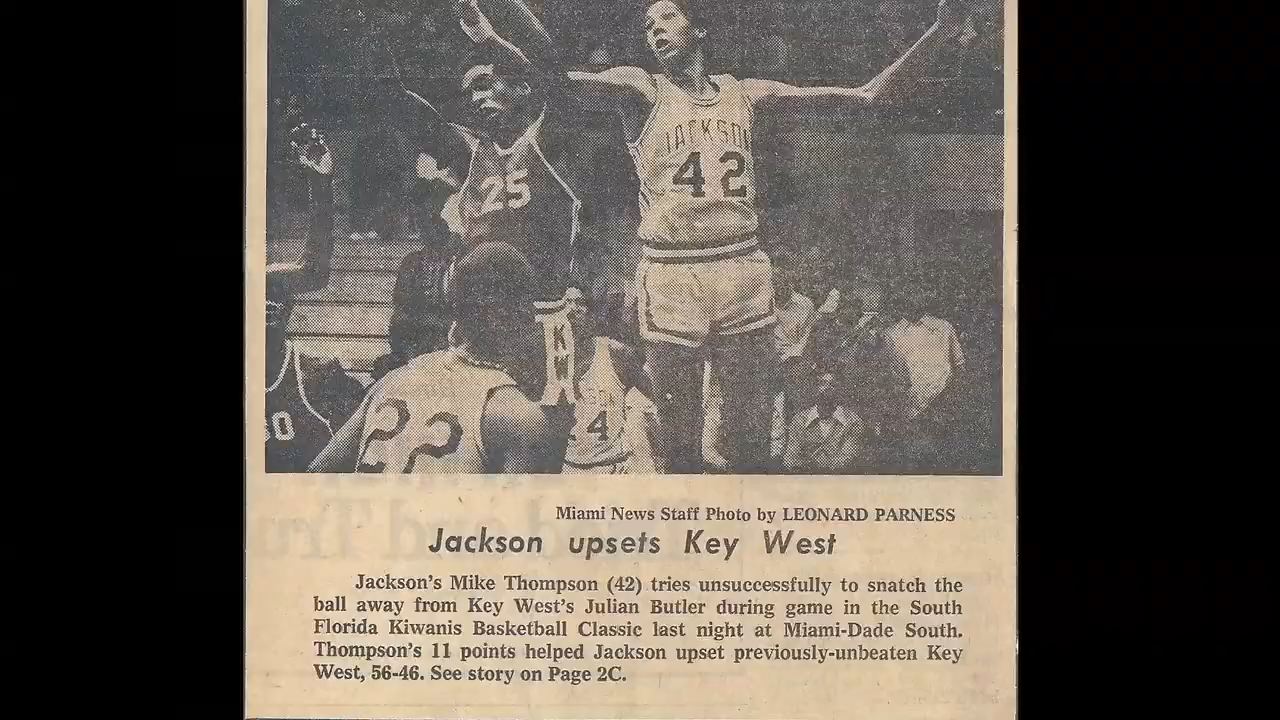 JACKSON
42
25
22
4
Miami News Staff Photo by LEONARD PARNESS
Jackson upsets Key West
Jackson's Mike Thompson (42) tries unsuccessfully to snatch the
ball away from Key West's Julian Butler during game in the South
Florida Kiwanis Basketball Classic last night at Miami-Dade South.
Thompson's 11 points helped Jackson upset previously-unbeaten Key
West, 56-46. See story on Page 2C.